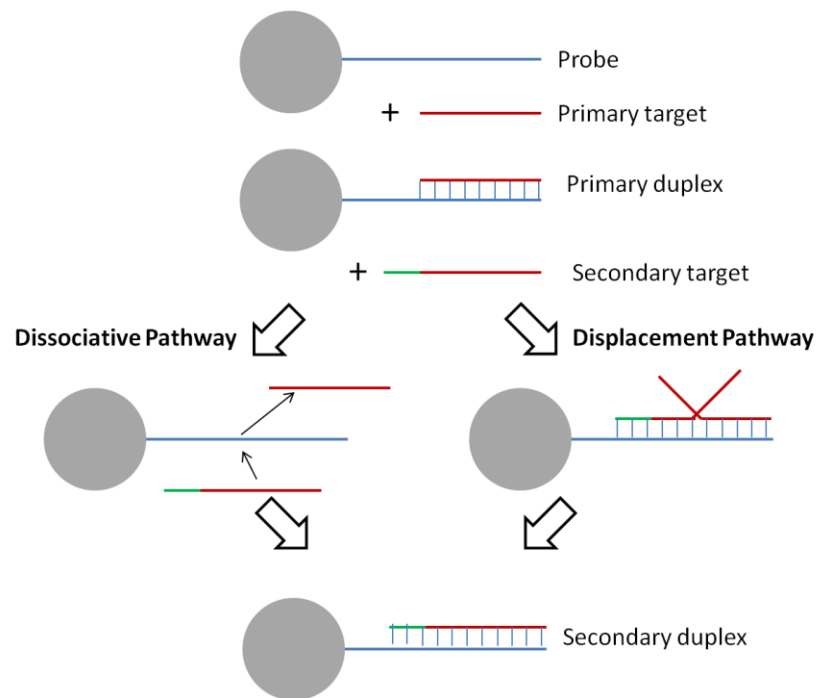 Probe
+
Primary target
Primary duplex
+
Secondary target
Dissociative Pathway
Displacement Pathway
Secondary duplex